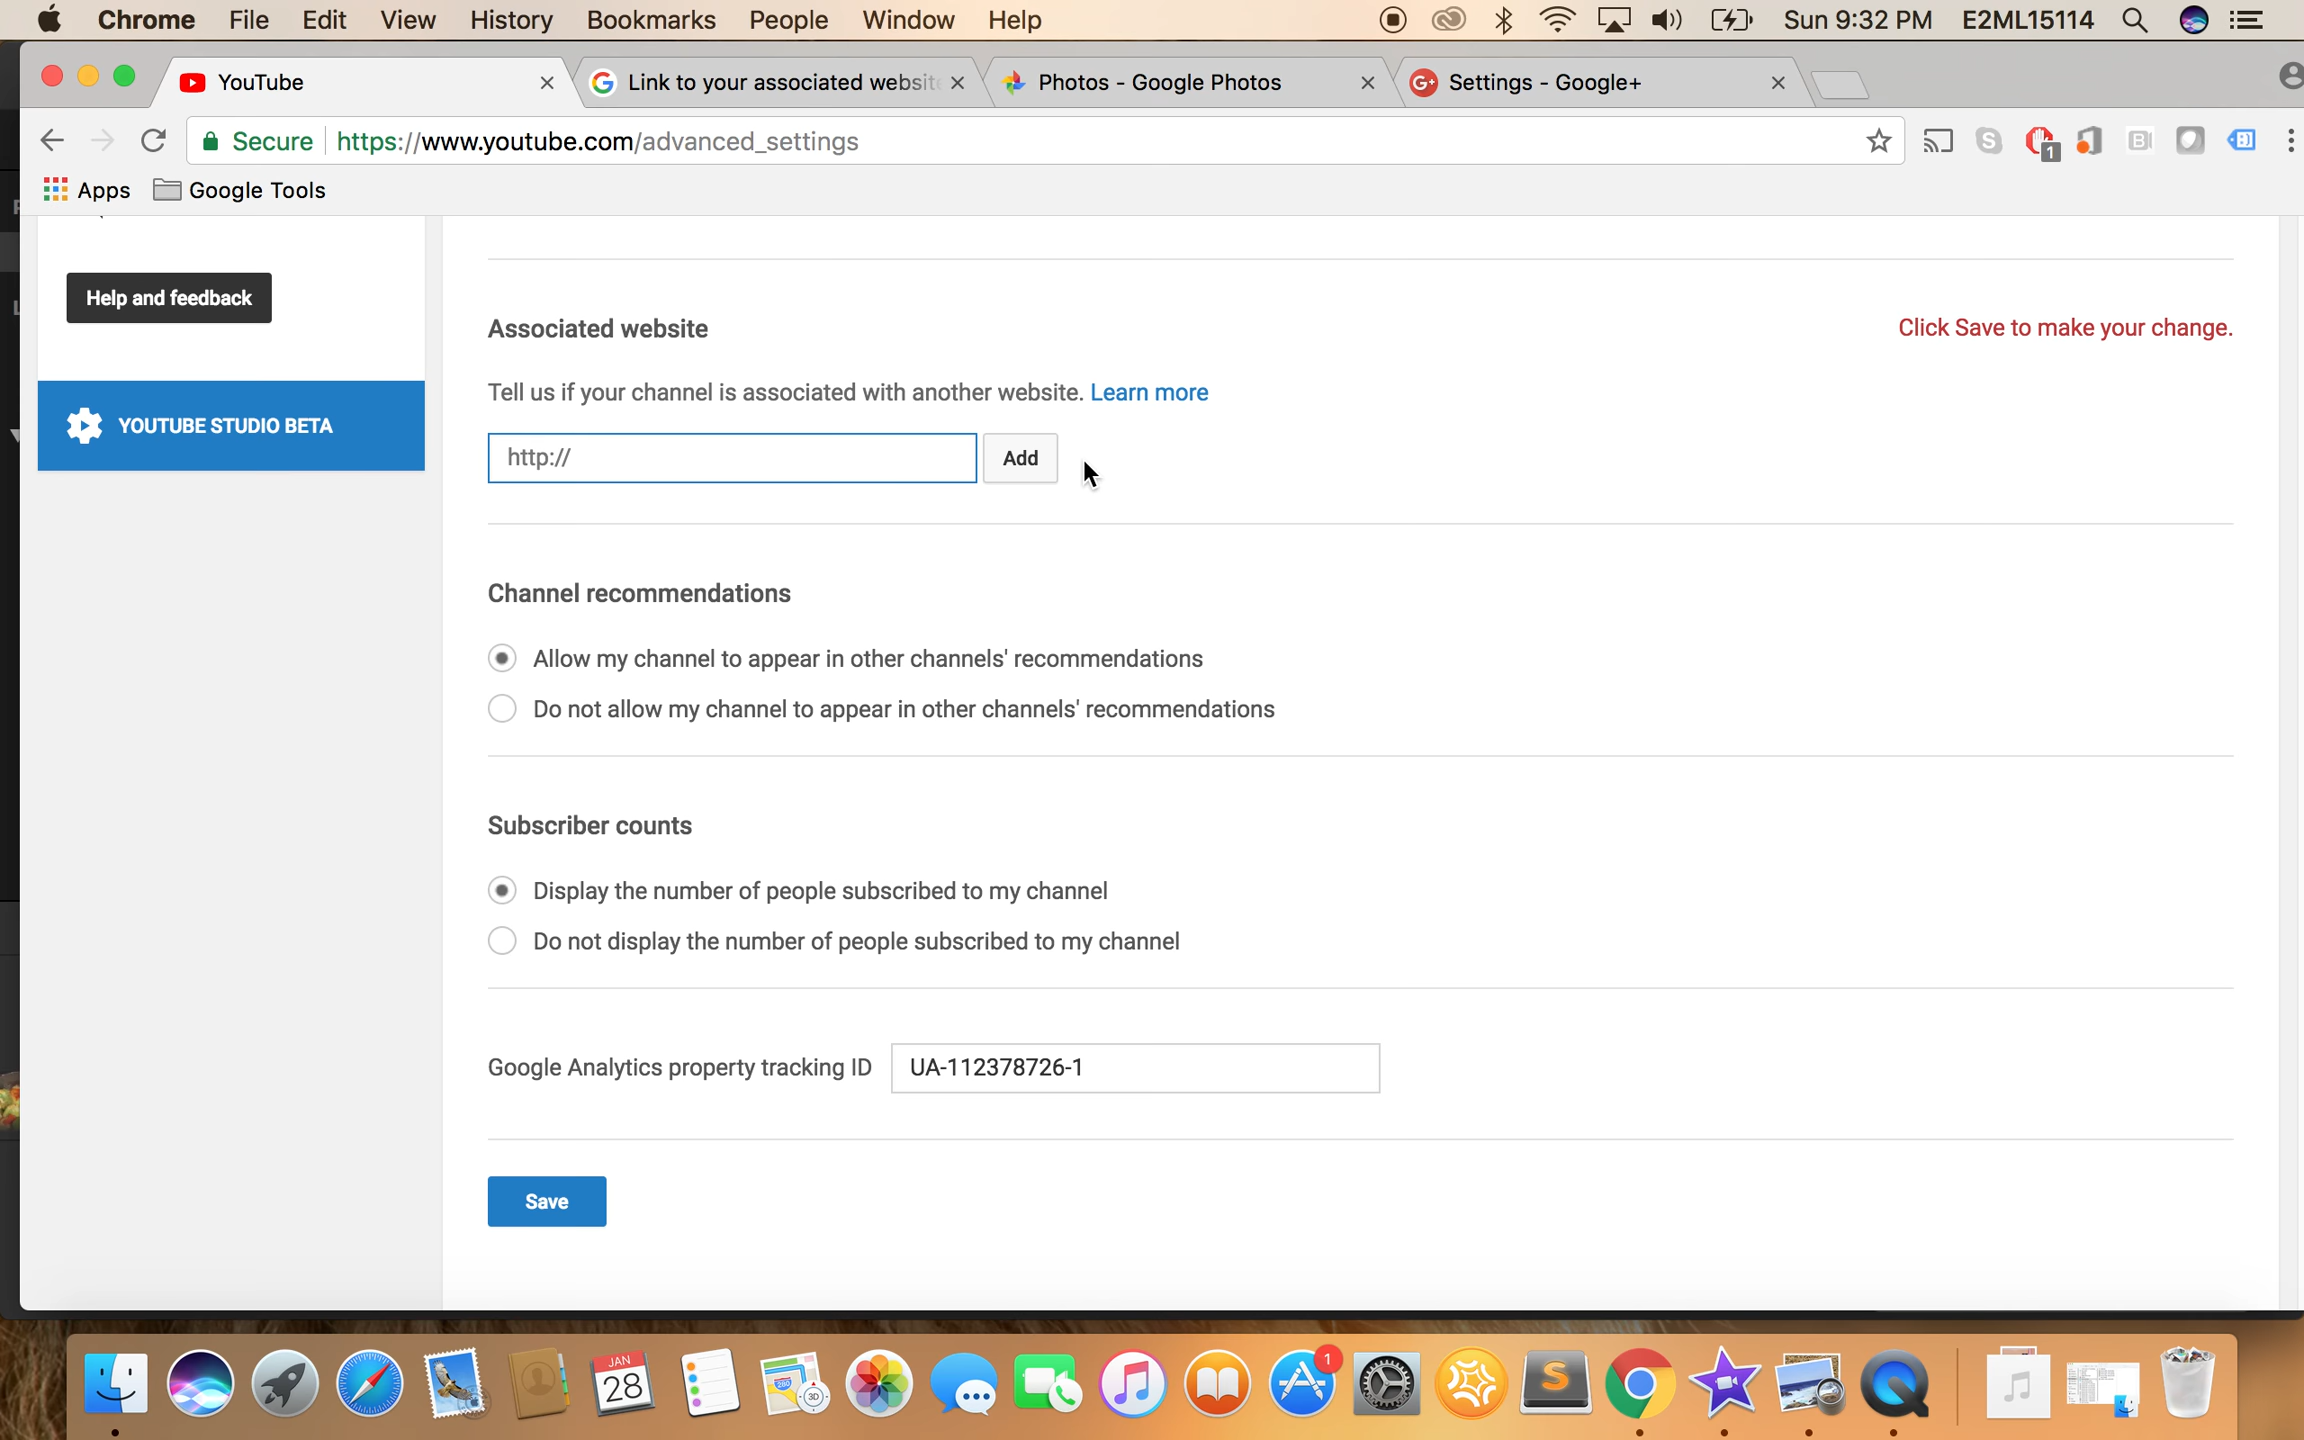 Chrome File Edit View History Bookmarks People Window Help Sun 9:32 PM E2ML15114
YouTube Link to your associated website Photos - Google Photos Settings - Google+
Secure https://www.youtube.com/advanced_settings 1
Apps Google Tools
Help and feedback
YOUTUBE STUDIO BETA
Associated website Click Save to make your change.
Tell us if your channel is associated with another website. Learn more
http:// Add
Channel recommendations
Allow my channel to appear in other channels' recommendations
Do not allow my channel to appear in other channels' recommendations
Subscriber counts
Display the number of people subscribed to my channel
Do not display the number of people subscribed to my channel
Google Analytics property tracking ID UA-112378726-1
Save
JAN
28
3D
1
S